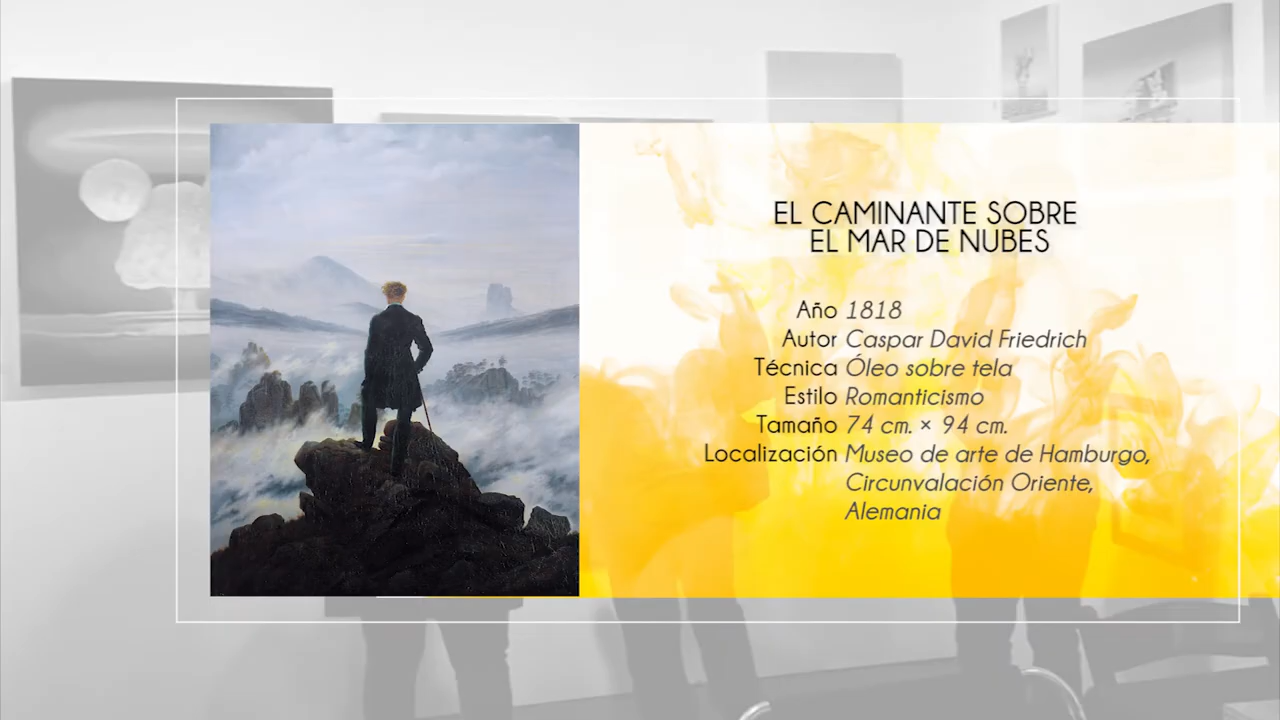 EL CAMINANTE SOBRE
EL MAR DE NUBES
Año 1818
Autor Caspar David Friedrich
Técnica Óleo sobre tela
Estilo Romanticismo
Tamaño 74 cm. × 94 cm.
Localización Museo de arte de Hamburgo,
Circunvalación Oriente,
Alemania